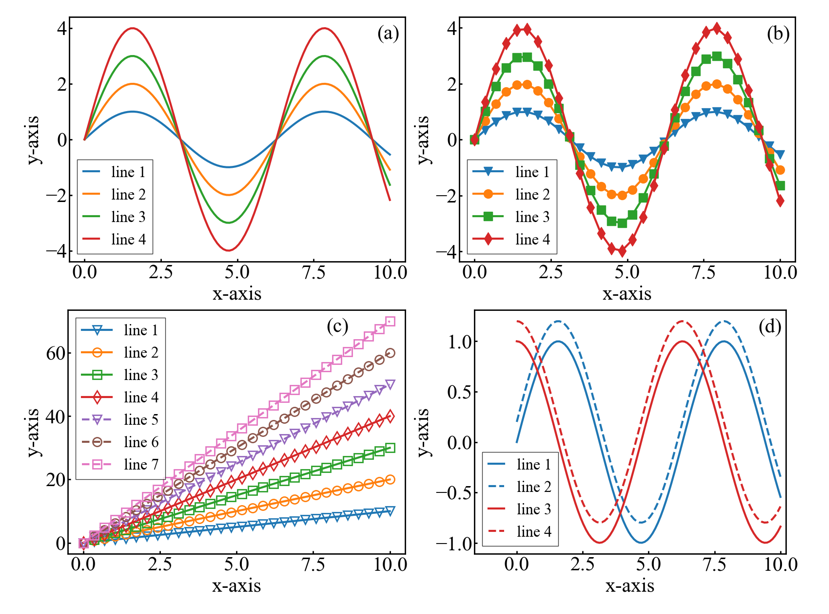 (a)
y-axis
4
2
0
−2
−4
line 1
line 2
line 3
line 4
0.0 2.5 5.0 7.5 10.0
x-axis
(b)
y-axis
4
2
0
−2
−4
line 1
line 2
line 3
line 4
0.0 2.5 5.0 7.5 10.0
x-axis
(c)
y-axis
60
40
20
0
line 1
line 2
line 3
line 4
line 5
line 6
line 7
0.0 2.5 5.0 7.5 10.0
x-axis
(d)
y-axis
1.0
0.5
0.0
−0.5
−1.0
line 1
line 2
line 3
line 4
0.0 2.5 5.0 7.5 10.0
x-axis